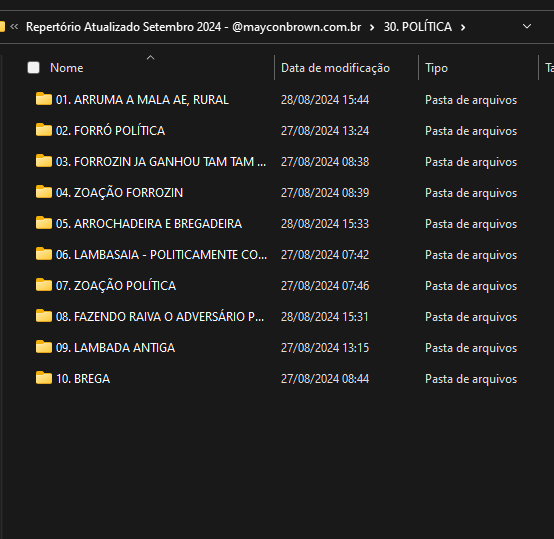 « Repertório Atualizado Setembro 2024 - @mayconbrown.com.br > 30. POLÍTICA >
Nome Data de modificação Tipo Ta
01. ARRUMA A MALA AE, RURAL 28/08/2024 15:44 Pasta de arquivos
02. FORRÓ POLÍTICA 27/08/2024 13:24 Pasta de arquivos
03. FORROZIN JA GANHOU TAM TAM ... 27/08/2024 08:38 Pasta de arquivos
04. ZOAÇÃO FORROZIN 27/08/2024 08:39 Pasta de arquivos
05. ARROCHADEIRA E BREGADEIRA 28/08/2024 15:33 Pasta de arquivos
06. LAMBASAIA - POLITICAMENTE CO... 27/08/2024 07:42 Pasta de arquivos
07. ZOAÇÃO POLÍTICA 27/08/2024 07:46 Pasta de arquivos
08. FAZENDO RAIVA O ADVERSÁRIO P... 28/08/2024 15:31 Pasta de arquivos
09. LAMBADA ANTIGA 27/08/2024 13:15 Pasta de arquivos
10. BREGA 27/08/2024 08:44 Pasta de arquivos